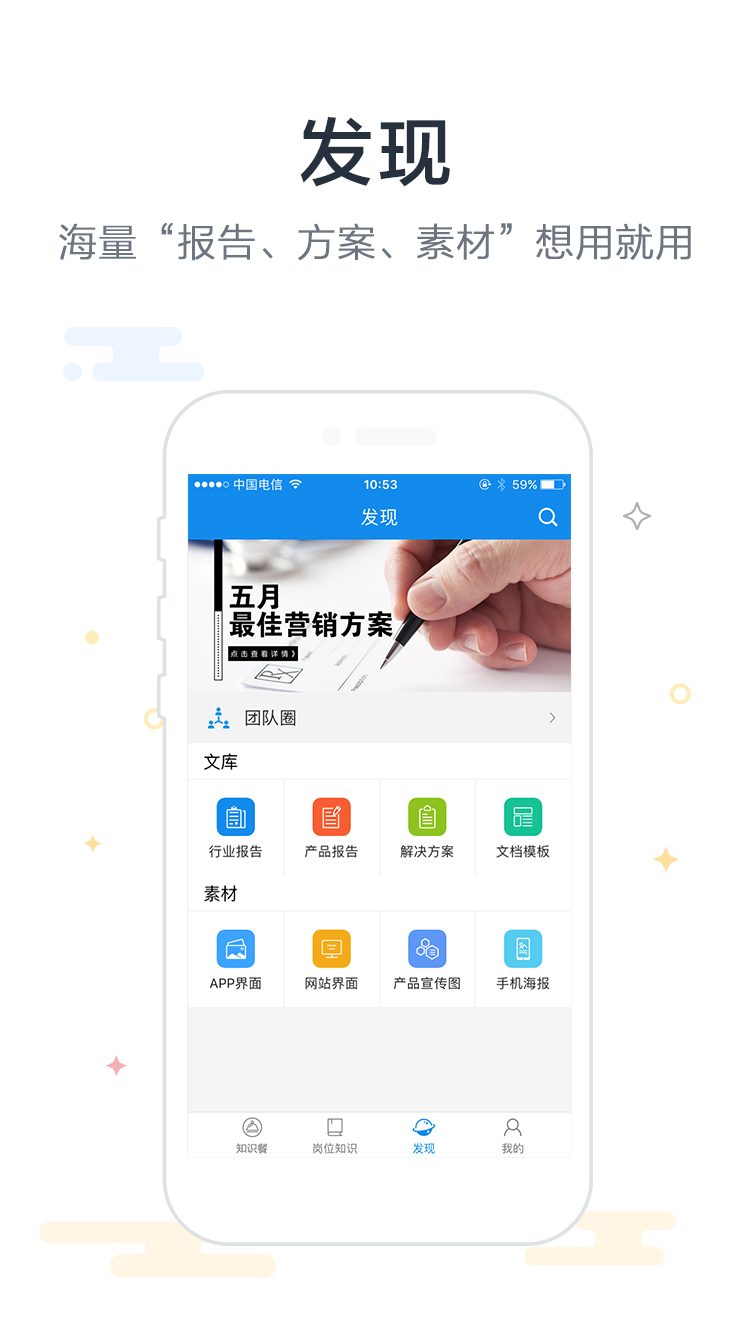 发现
海量“报告、方案、素材”想用就用
中国电信 10:53 59%
发现
五月
最佳营销方案
点击查看详情》
团队圈
文库
行业报告 产品报告 解决方案 文档模板
素材
APP界面 网站界面 产品宣传图 手机海报
知识餐 岗位知识 发现 我的